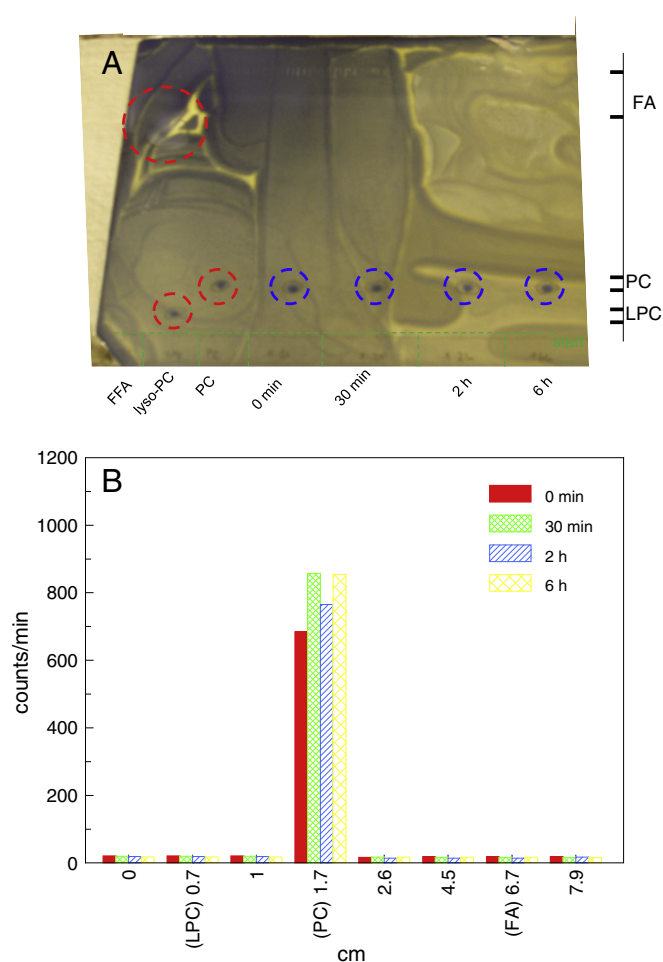 A
FA
PC
LPC
start
FFA
lyso-PC
PC
0 min
30 min
2 h
6 h
B
1200
1000
800
600
400
200
0
counts/min
0 min
30 min
2 h
6 h
0
(LPC) 0.7
1
(PC) 1.7
2.6
4.5
(FA) 6.7
7.9
cm